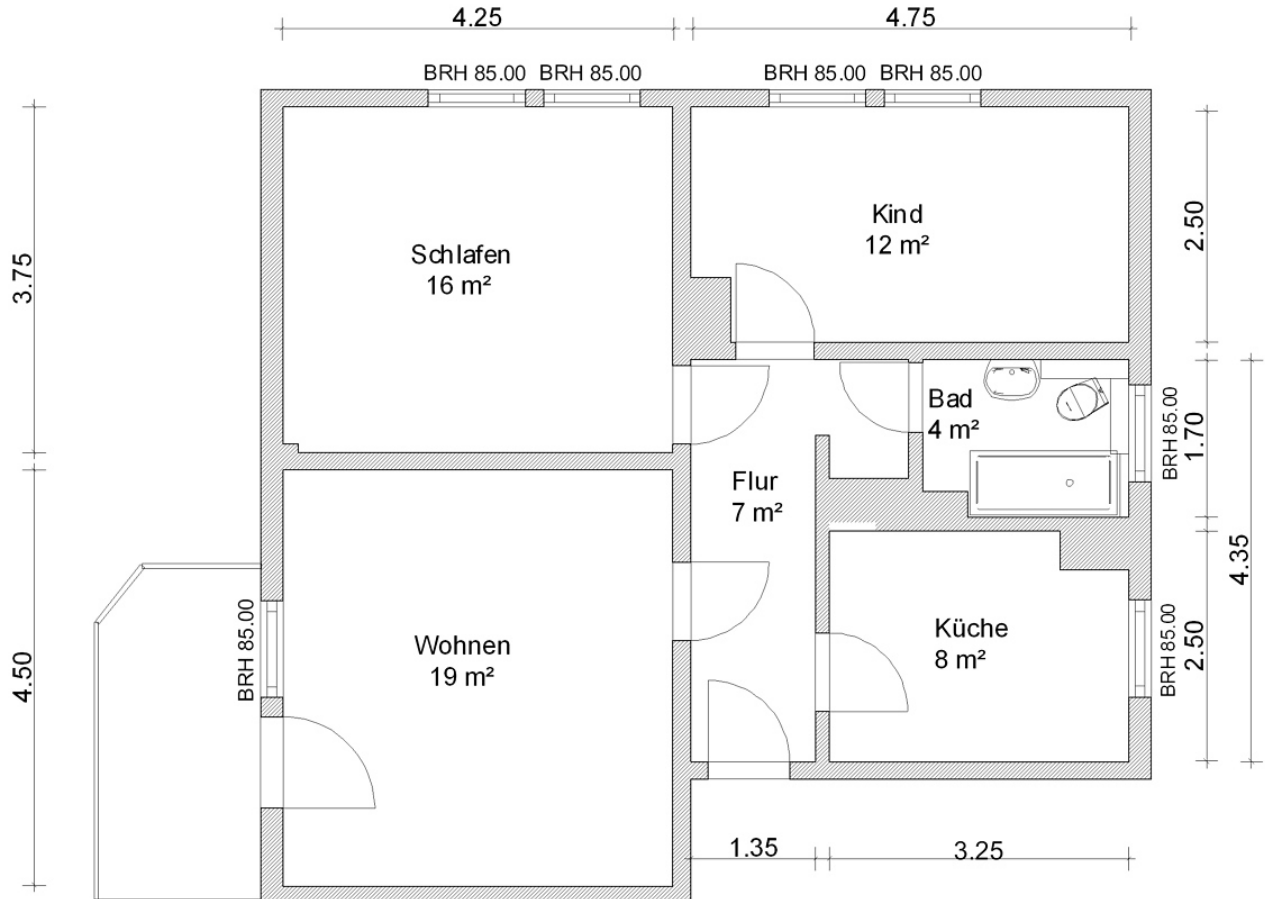 4.25
4.75
BRH 85.00 BRH 85.00
BRH 85.00 BRH 85.00
3.75
Schlafen
16 m²
Kind
12 m²
2.50
Bad
4 m²
BRH 85.00
1.70
Flur
7 m²
4.35
4.50
BRH 85.00
Wohnen
19 m²
Küche
8 m²
BRH 85.00
2.50
1.35
3.25